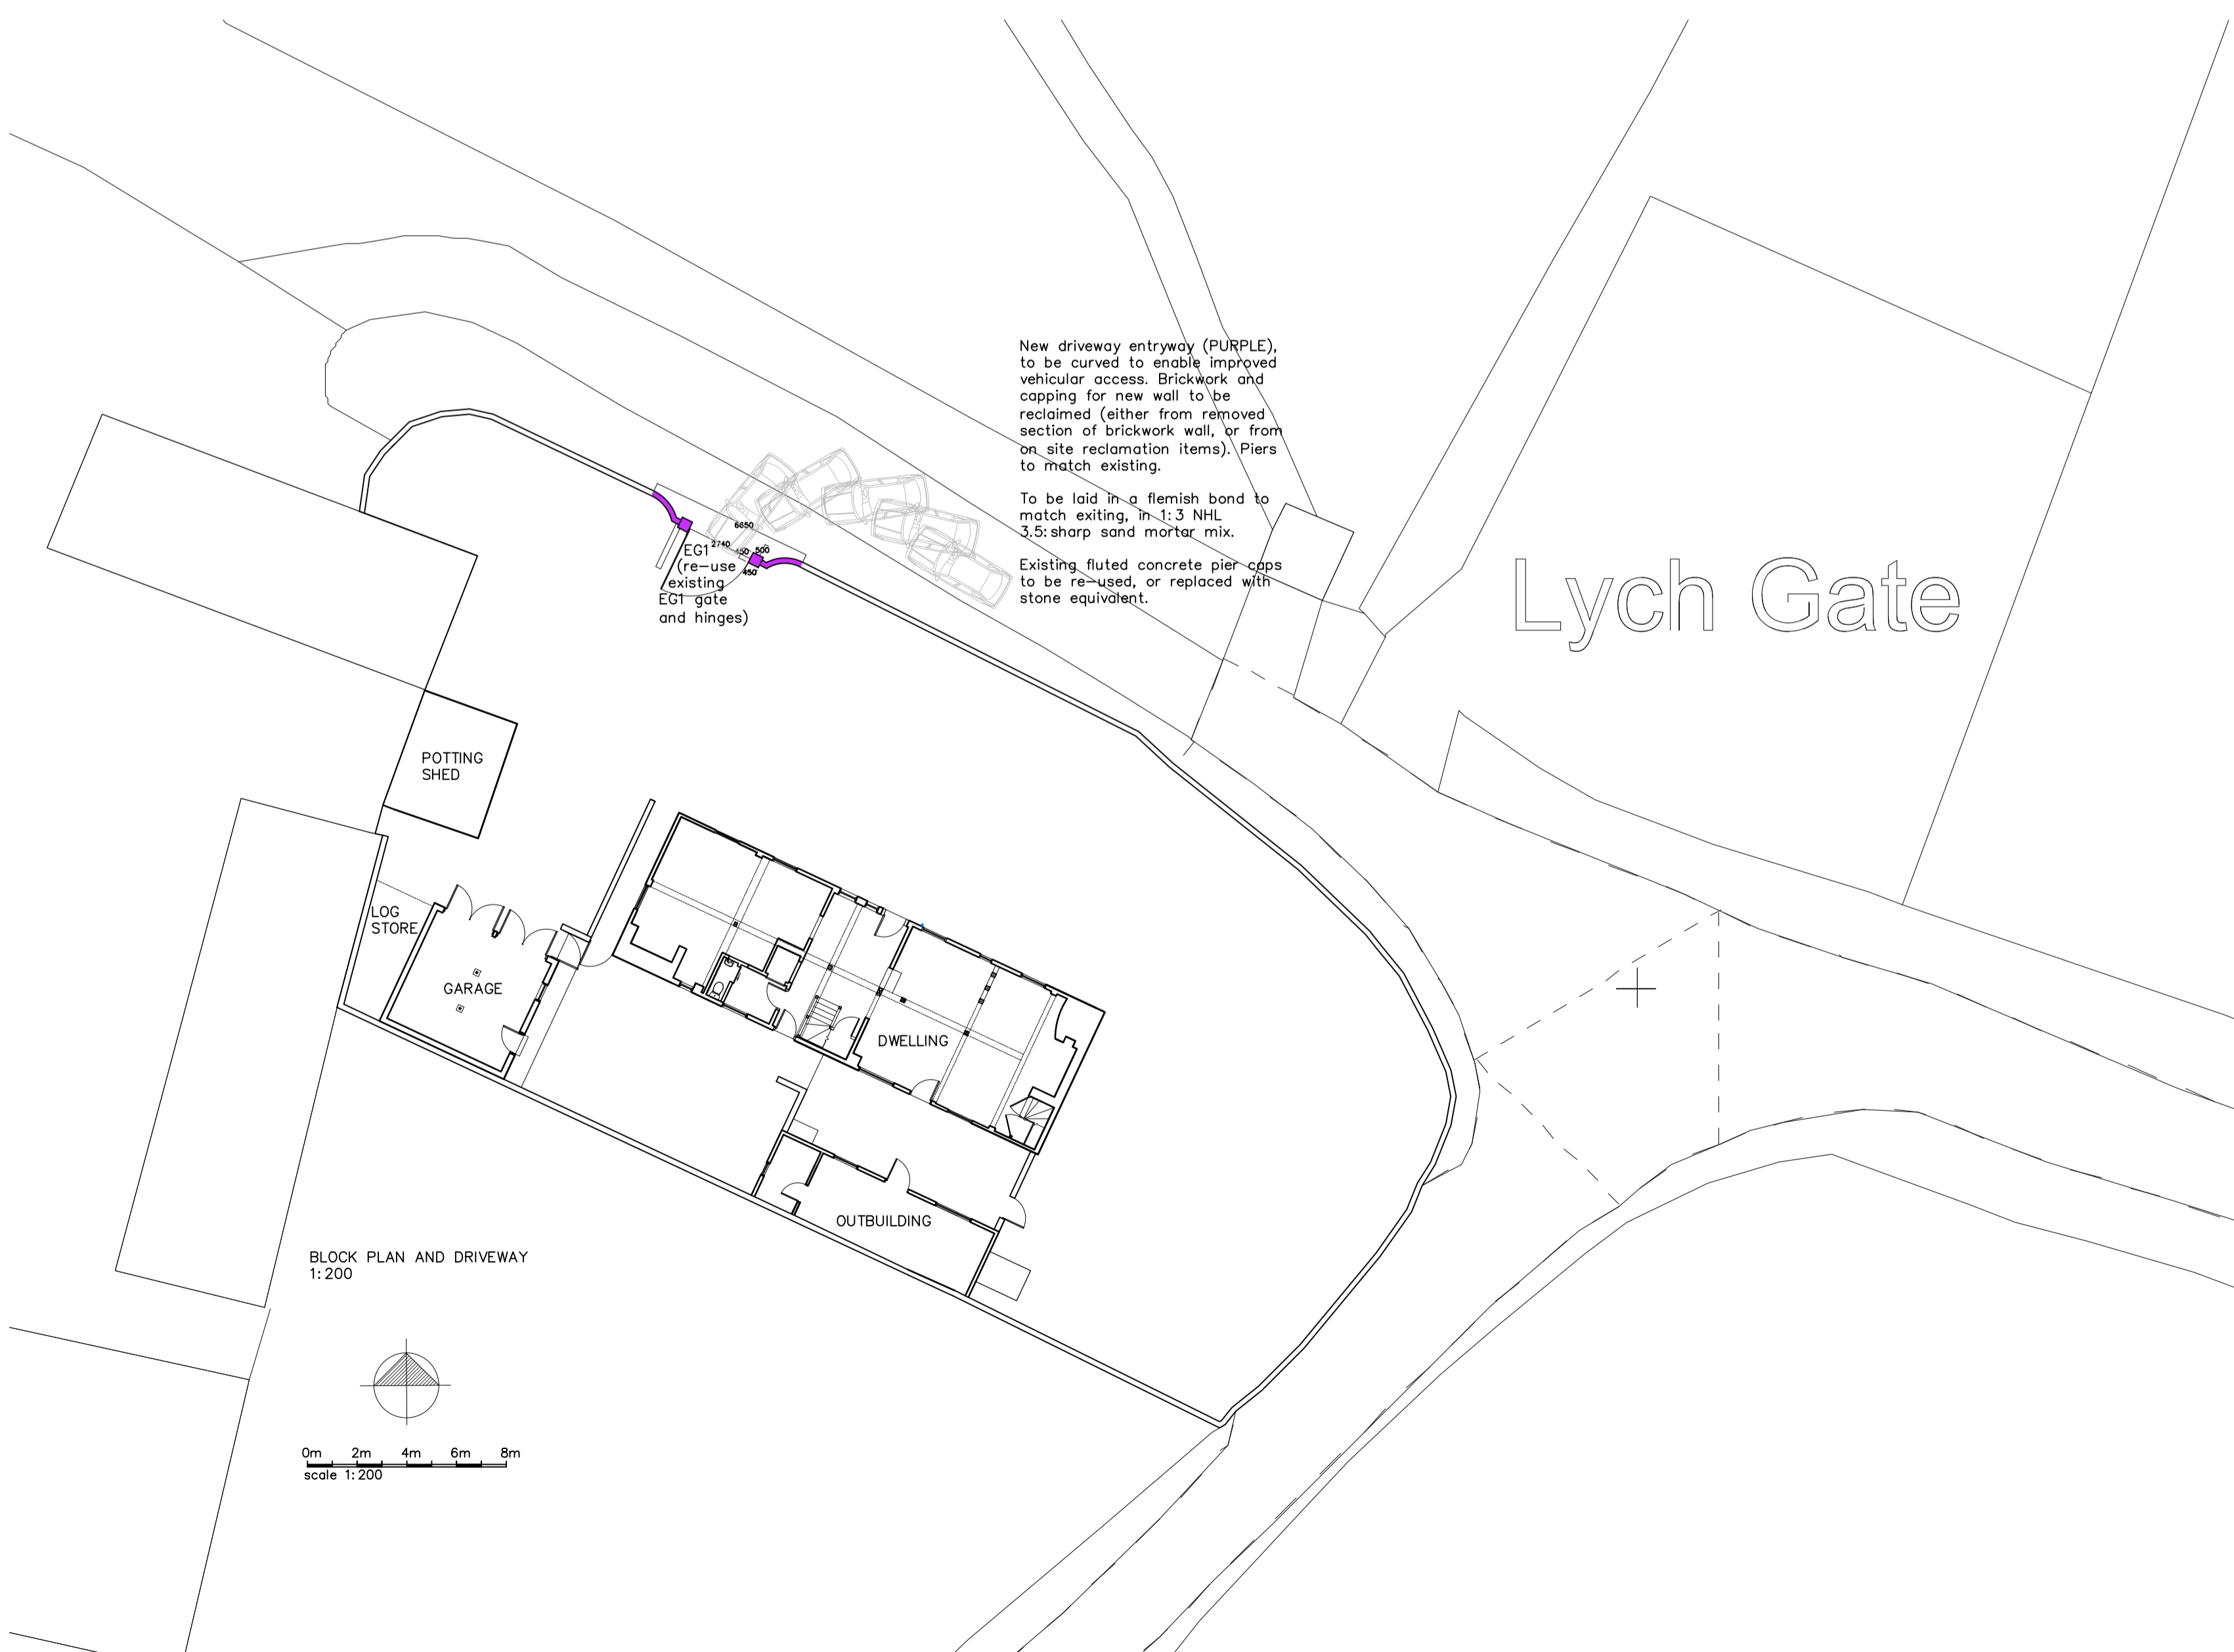 New driveway entryway (PURPLE),
to be curved to enable improved
vehicular access. Brickwork and
capping for new wall to be
reclaimed (either from removed
section of brickwork wall, or from
on site reclamation items). Piers
to match existing.
To be laid in a flemish bond to
match exiting, in 1:3 NHL
3.5:sharp sand mortar mix.
Existing fluted concrete pier caps
to be re-used, or replaced with
stone equivalent.
6650
2740
450
500
450
EG1
(re-use
existing
EG1 gate
and hinges)
Lych Gate
POTTING
SHED
LOG
STORE
GARAGE
DWELLING
OUTBUILDING
BLOCK PLAN AND DRIVEWAY
1:200
0m 2m 4m 6m 8m
scale 1:200